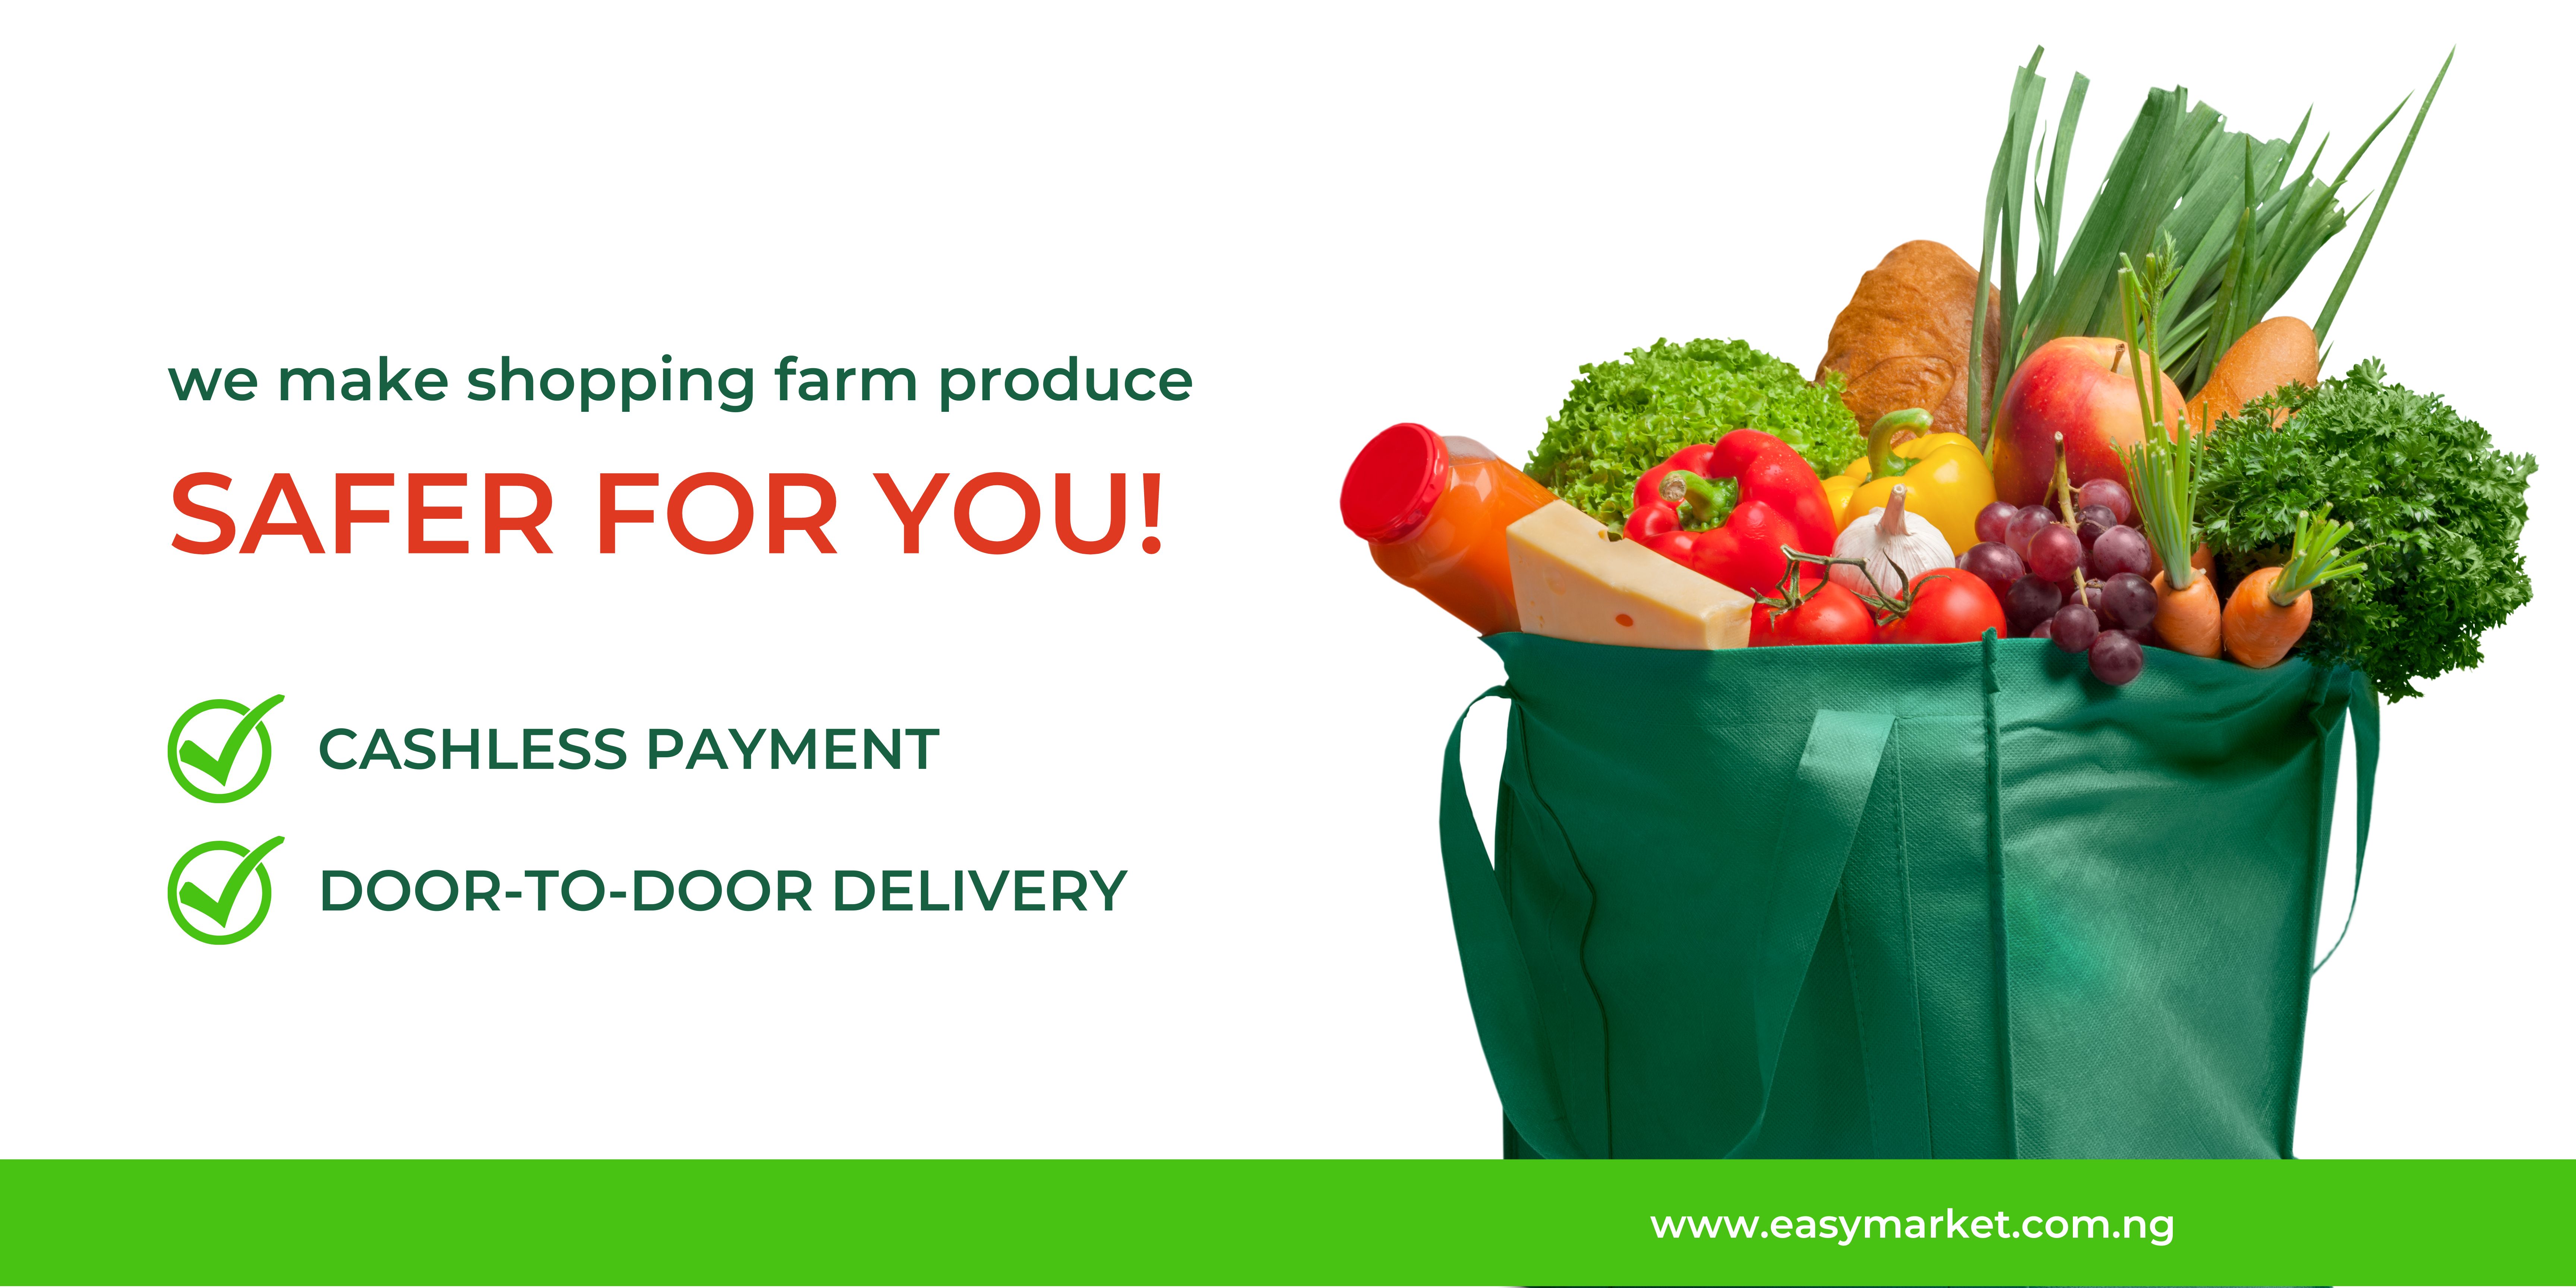 we make shopping farm produce
SAFER FOR YOU!
CASHLESS PAYMENT
DOOR-TO-DOOR DELIVERY
www.easymarket.com.ng